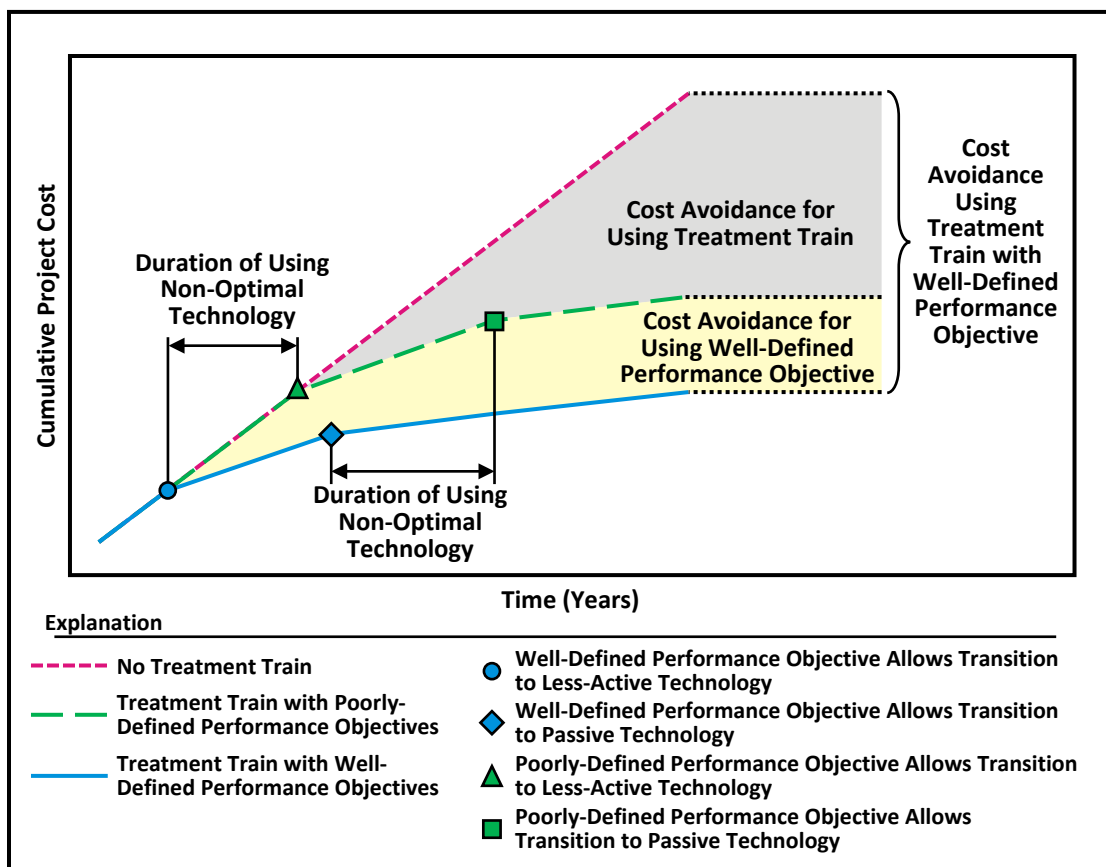 Cumulative Project Cost
Duration of Using
Non-Optimal
Technology
Cost Avoidance for
Using Treatment Train
Cost Avoidance for
Using Well-Defined
Performance Objective
Cost
Avoidance
Using
Treatment
Train with
Well-Defined
Performance
Objective
Duration of Using
Non-Optimal
Technology
Time (Years)
Explanation
No Treatment Train
Treatment Train with Poorly-
Defined Performance Objectives
Treatment Train with Well-
Defined Performance Objectives
Well-Defined Performance Objective Allows Transition
to Less-Active Technology
Well-Defined Performance Objective Allows Transition
to Passive Technology
Poorly-Defined Performance Objective Allows Transition
to Less-Active Technology
Poorly-Defined Performance Objective Allows
Transition to Passive Technology